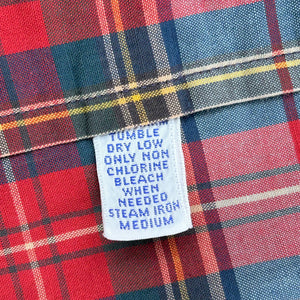 TUMBLE
DRY LOW
ONLY NON
CHLORINE
BLEACH
WHEN
NEEDED
STEAM IRON
MEDIUM